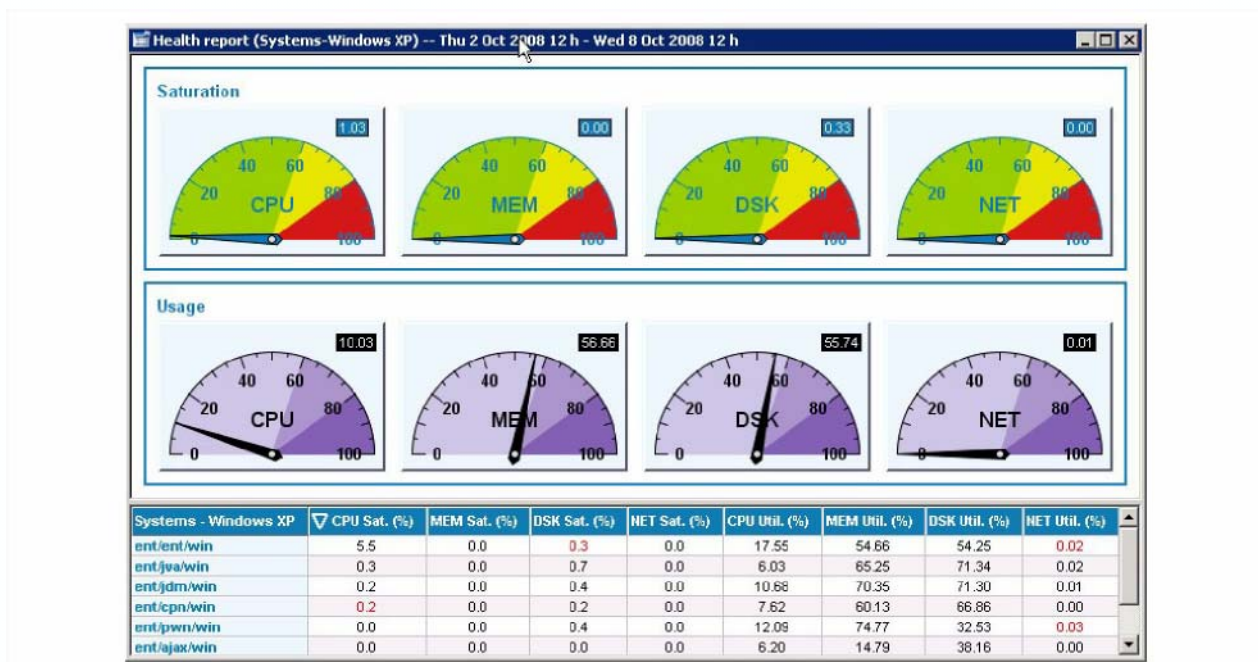 Health report (Systems-Windows XP) -- Thu 2 Oct 2008 12 h - Wed 8 Oct 2008 12 h
Saturation
1.03
0 20 40 60 80 100
CPU
0.00
0 20 40 60 80 100
MEM
0.33
0 20 40 60 80 100
DSK
0.00
0 20 40 60 80 100
NET
Usage
10.03
0 20 40 60 80 100
CPU
56.66
0 20 40 60 80 100
MEM
55.74
0 20 40 60 80 100
DSK
0.01
0 20 40 60 80 100
NET
Systems - Windows XP CPU Sat. (%) MEM Sat. (%) DSK Sat. (%) NET Sat. (%) CPU Util. (%) MEM Util. (%) DSK Util. (%) NET Util. (%)
ent/ent/win 5.5 0.0 0.3 0.0 17.55 54.66 54.25 0.02
ent/jva/win 0.3 0.0 0.7 0.0 6.03 65.25 71.34 0.02
ent/jdm/win 0.2 0.0 0.4 0.0 10.68 70.35 71.30 0.01
ent/cpn/win 0.2 0.0 0.2 0.0 7.62 60.13 66.86 0.00
ent/pwn/win 0.0 0.0 0.4 0.0 12.09 74.77 32.53 0.03
ent/ajax/win 0.0 0.0 0.0 0.0 6.20 14.79 38.16 0.00